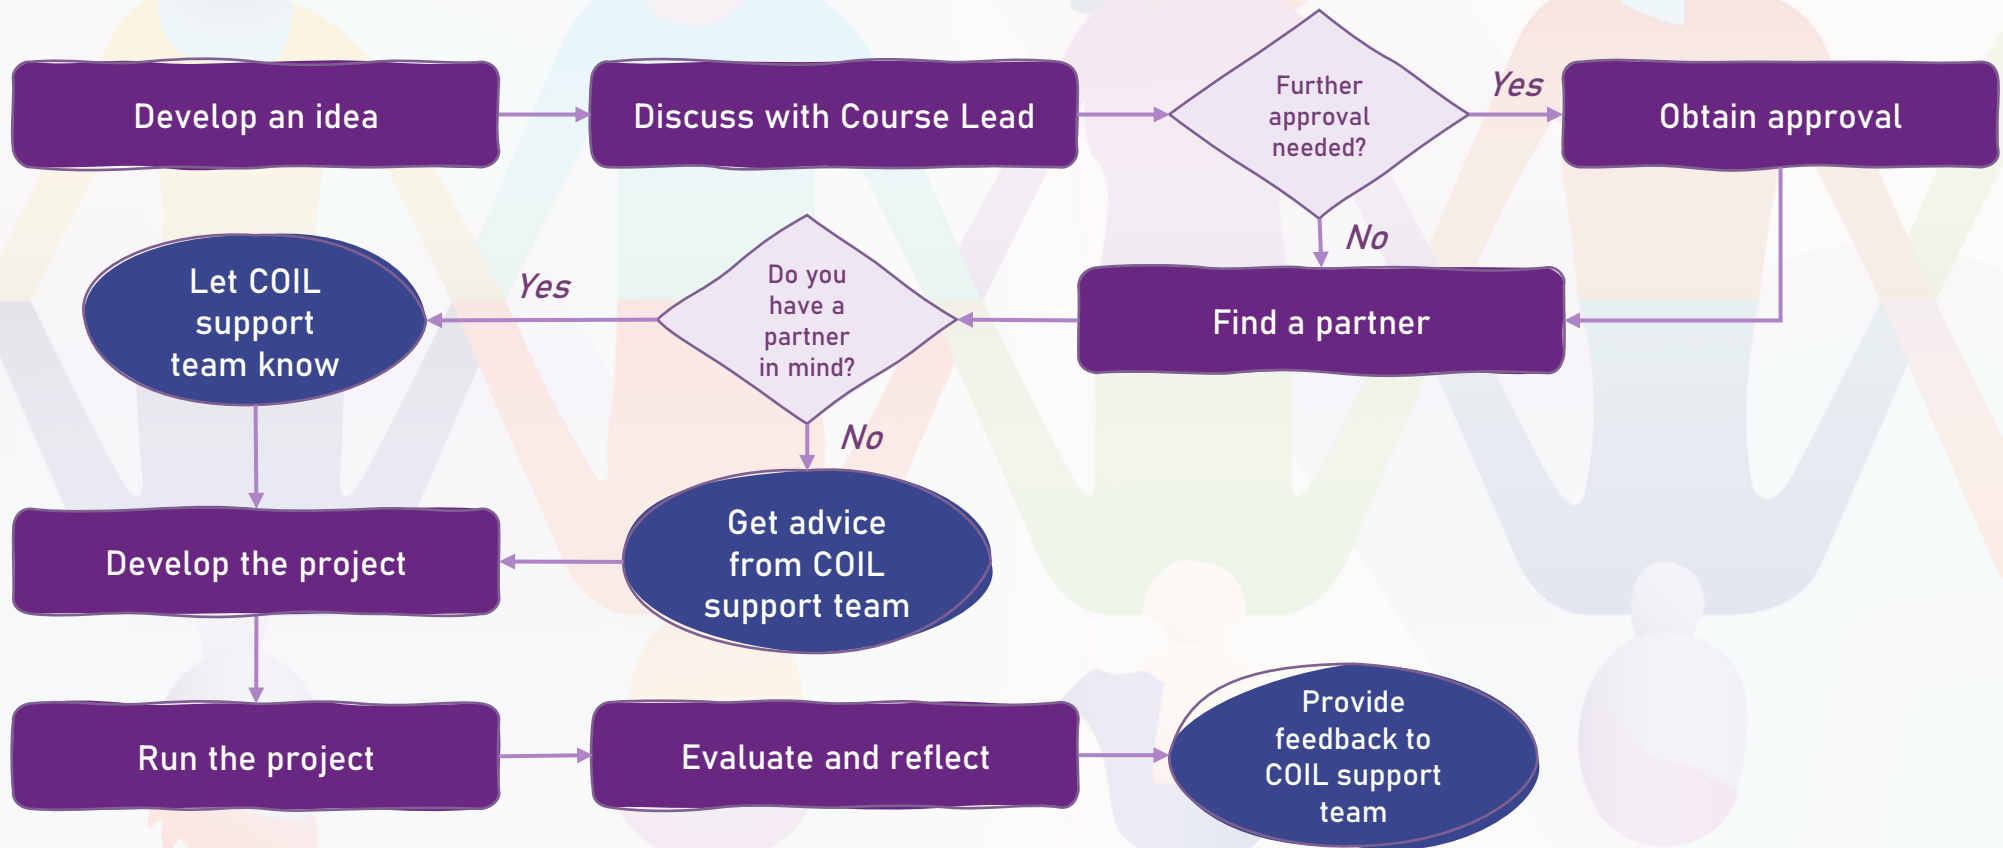 Develop an idea
Discuss with Course Lead
Further
approval
needed?
Yes
Obtain approval
No
Find a partner
Do you
have a
partner
in mind?
Yes
Let COIL
support
team know
No
Get advice
from COIL
support team
Develop the project
Run the project
Evaluate and reflect
Provide
feedback to
COIL support
team